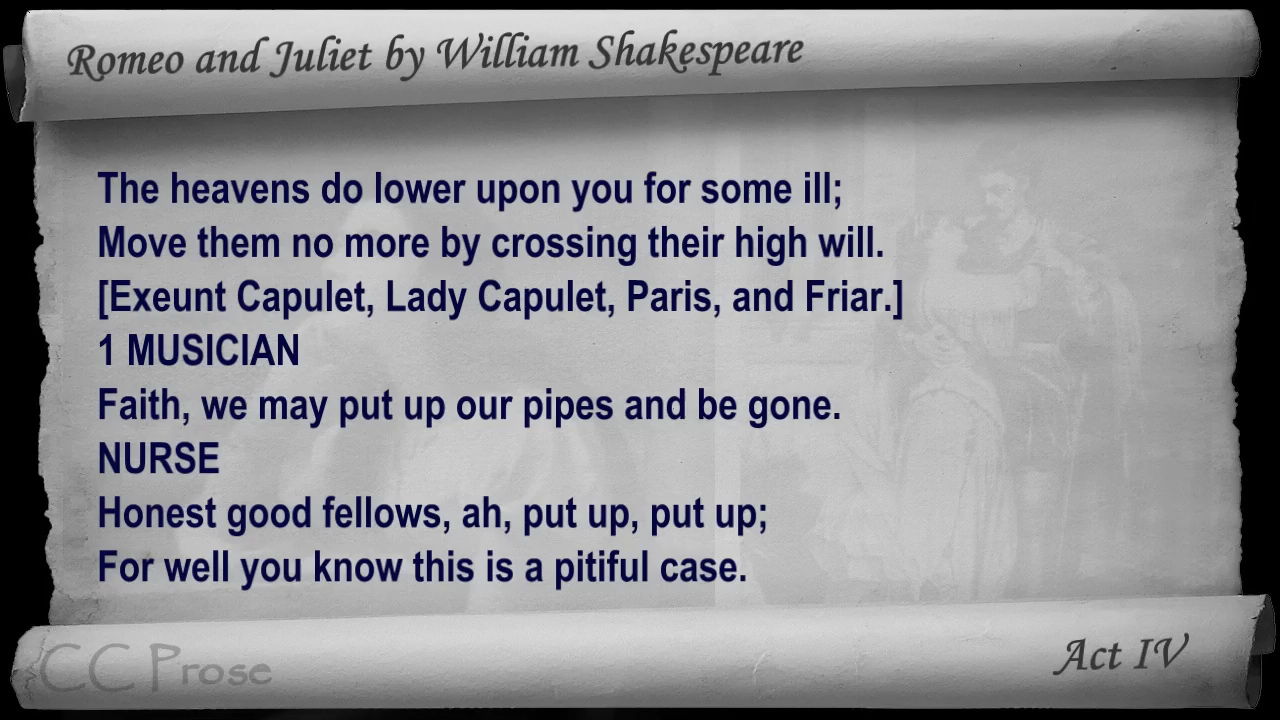 Romeo and Juliet by William Shakespeare
The heavens do lower upon you for some ill;
Move them no more by crossing their high will.
[Exeunt Capulet, Lady Capulet, Paris, and Friar.]
1 MUSICIAN
Faith, we may put up our pipes and be gone.
NURSE
Honest good fellows, ah, put up, put up;
For well you know this is a pitiful case.
CC Prose
Act IV